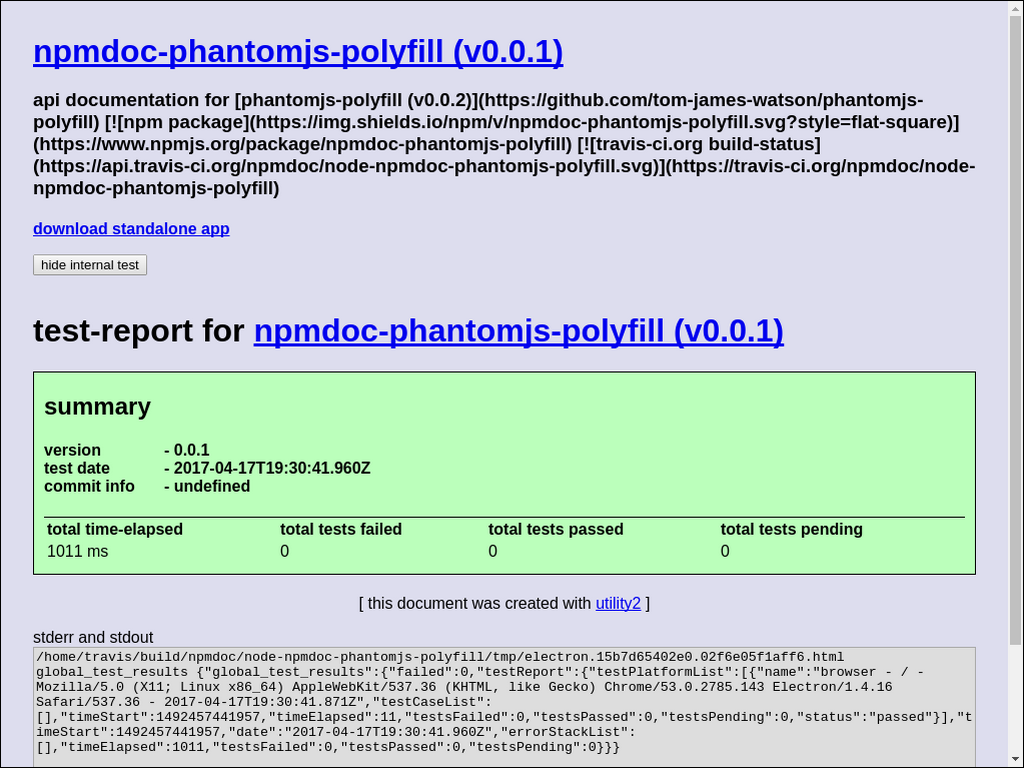 npmdoc-phantomjs-polyfill (v0.0.1)
api documentation for [phantomjs-polyfill (v0.0.2)](https://github.com/tom-james-watson/phantomjs-
polyfill) [![npm package](https://img.shields.io/npm/v/npmdoc-phantomjs-polyfill.svg?style=flat-square)]
(https://www.npmjs.org/package/npmdoc-phantomjs-polyfill) [![travis-ci.org build-status]
(https://api.travis-ci.org/npmdoc/node-npmdoc-phantomjs-polyfill.svg)](https://travis-ci.org/npmdoc/node-
npmdoc-phantomjs-polyfill)
download standalone app
hide internal test
test-report for npmdoc-phantomjs-polyfill (v0.0.1)
summary
version - 0.0.1
test date - 2017-04-17T19:30:41.960Z
commit info - undefined
total time-elapsed total tests failed total tests passed total tests pending
1011 ms 0 0 0
[ this document was created with utility2 ]
stderr and stdout
/home/travis/build/npmdoc/node-npmdoc-phantomjs-polyfill/tmp/electron.15b7d65402e0.02f6e05f1aff6.html
global_test_results {"global_test_results":{"failed":0,"testReport":{"testPlatformList":[{"name":"browser - / -
Mozilla/5.0 (X11; Linux x86_64) AppleWebKit/537.36 (KHTML, like Gecko) Chrome/53.0.2785.143 Electron/1.4.16
Safari/537.36 - 2017-04-17T19:30:41.871Z","testCaseList":
[],"timeStart":1492457441957,"timeElapsed":11,"testsFailed":0,"testsPassed":0,"testsPending":0,"status":"passed"}],"t
imeStart":1492457441957,"date":"2017-04-17T19:30:41.960Z","errorStackList":
[],"timeElapsed":1011,"testsFailed":0,"testsPassed":0,"testsPending":0}}}